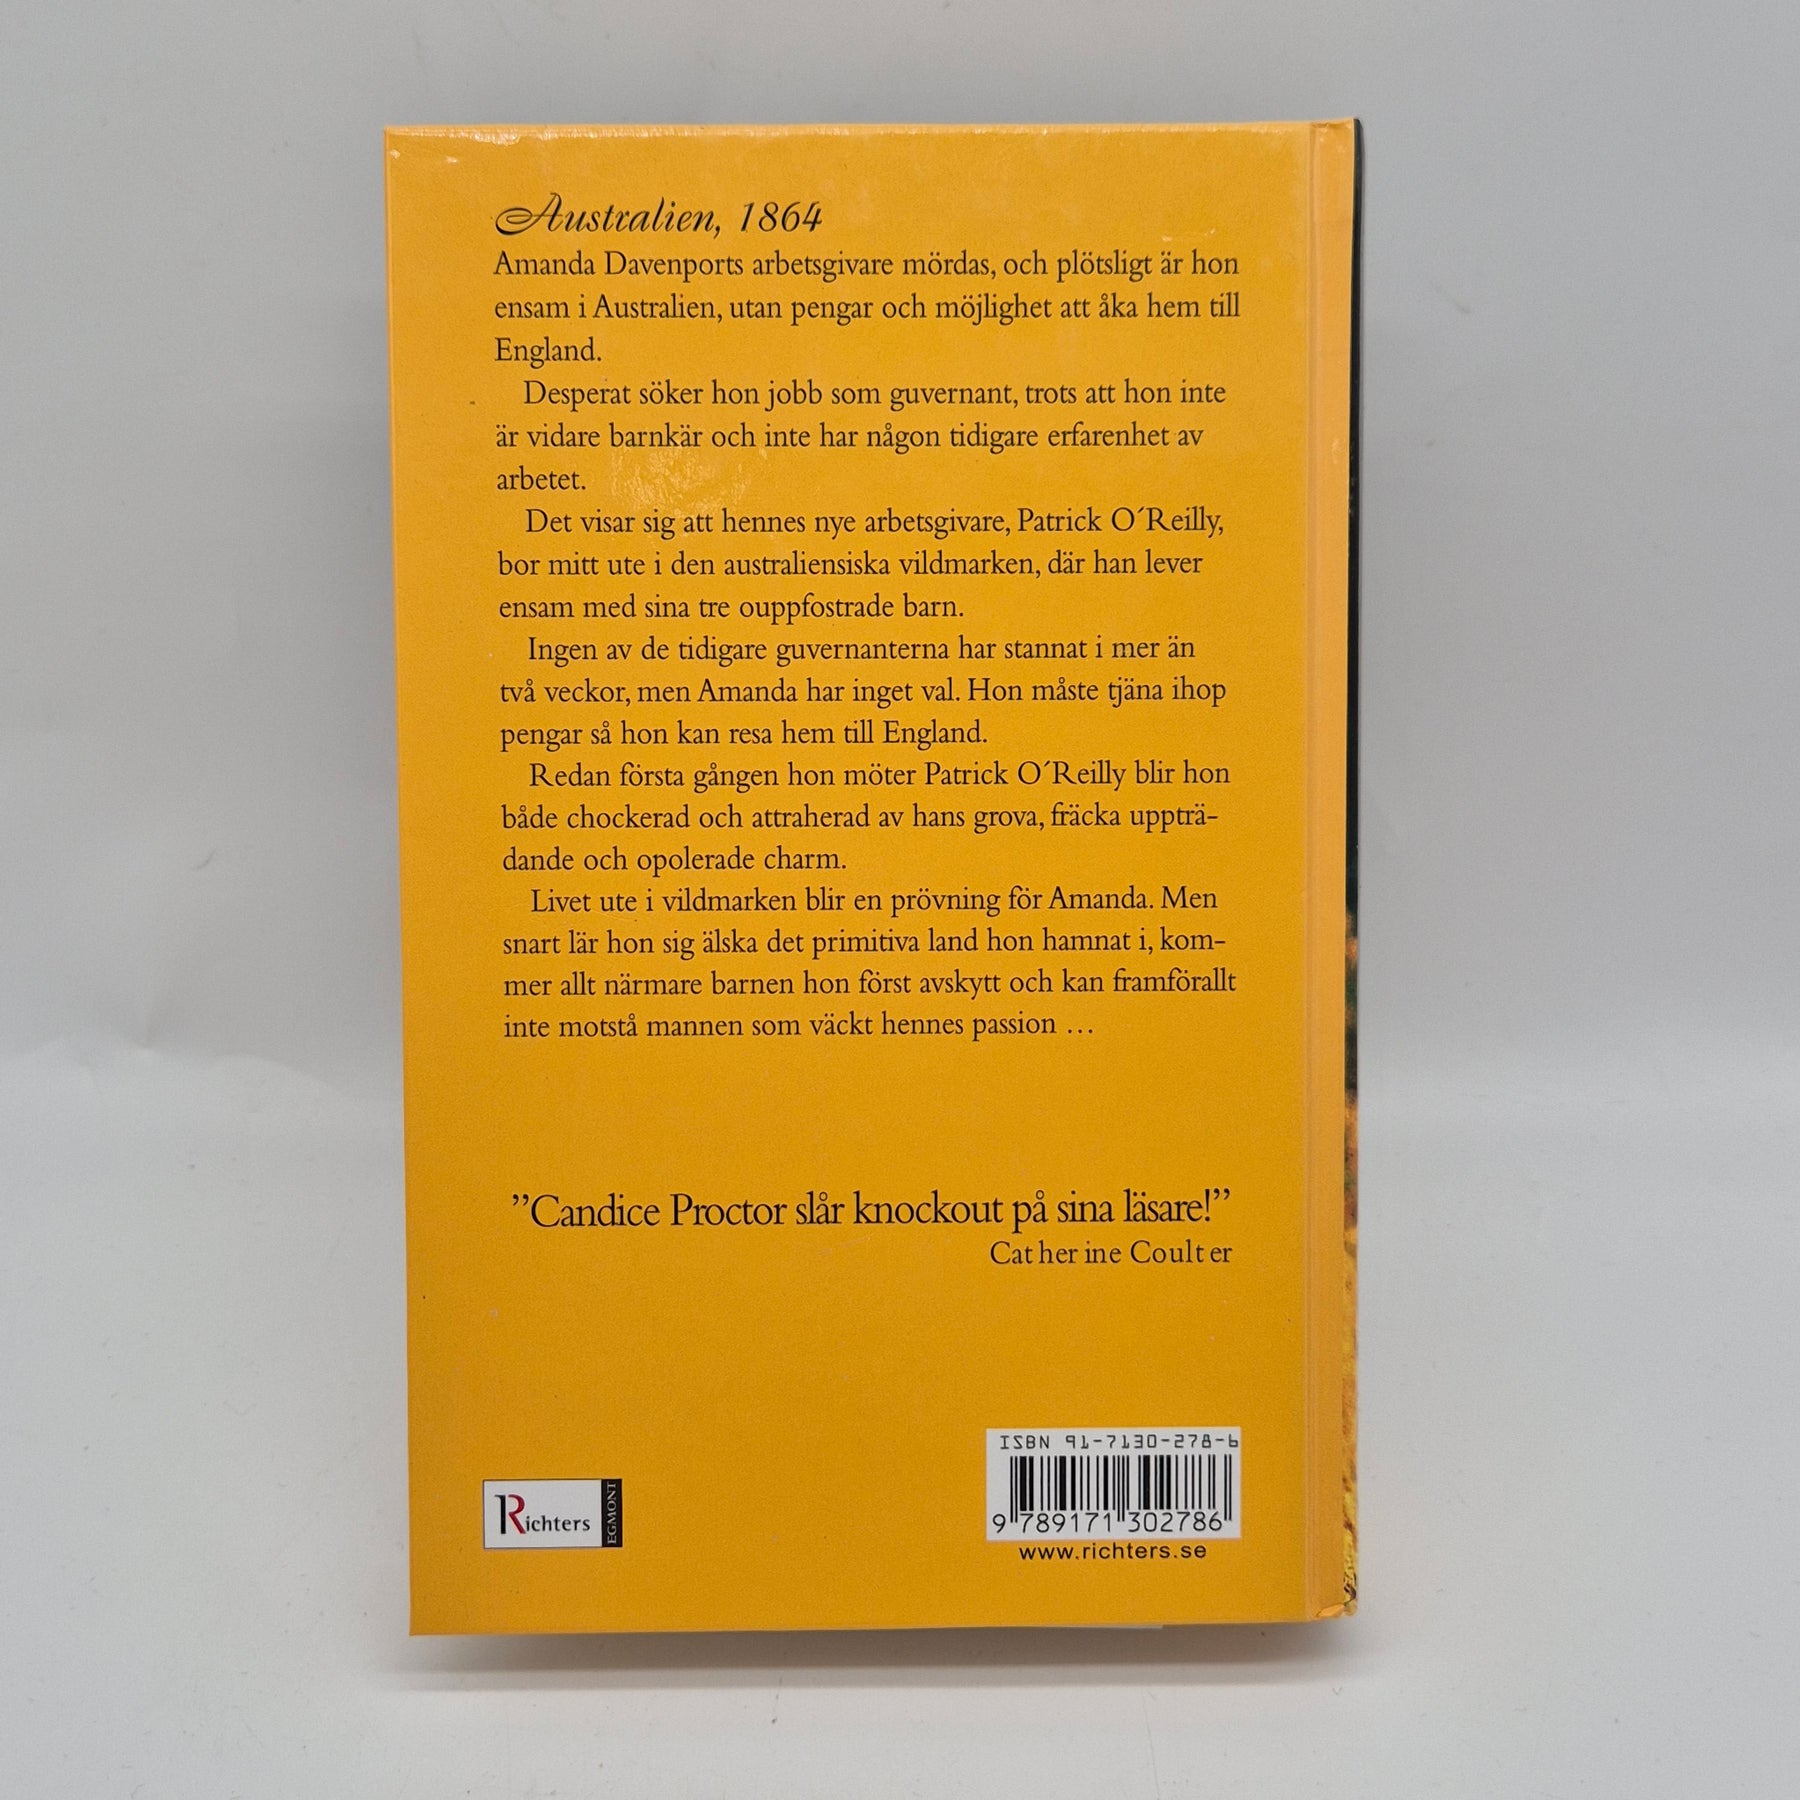 Australien, 1864
Amanda Davenports arbetsgivare mördas, och plötsligt är hon
ensam i Australien, utan pengar och möjlighet att åka hem till
England.
Desperat söker hon jobb som guvernant, trots att hon inte
är vidare barnkär och inte har någon tidigare erfarenhet av
arbetet.
Det visar sig att hennes nye arbetsgivare, Patrick O´Reilly,
bor mitt ute i den australiensiska vildmarken, där han lever
ensam med sina tre ouppfostrade barn.
Ingen av de tidigare guvernanterna har stannat i mer än
två veckor, men Amanda har inget val. Hon måste tjäna ihop
pengar så hon kan resa hem till England.
Redan första gången hon möter Patrick O´Reilly blir hon
både chockerad och attraherad av hans grova, fräcka uppträ-
dande och opolerade charm.
Livet ute i vildmarken blir en prövning för Amanda. Men
snart lär hon sig älska det primitiva land hon hamnat i, kom-
mer allt närmare barnen hon först avskytt och kan framförallt
inte motstå mannen som väckt hennes passion …
”Candice Proctor slår knockout på sina läsare!”
Catherine Coulter
ISBN 91-7130-278-6
9 789171 302786
www.richters.se
Richters
EGMONT